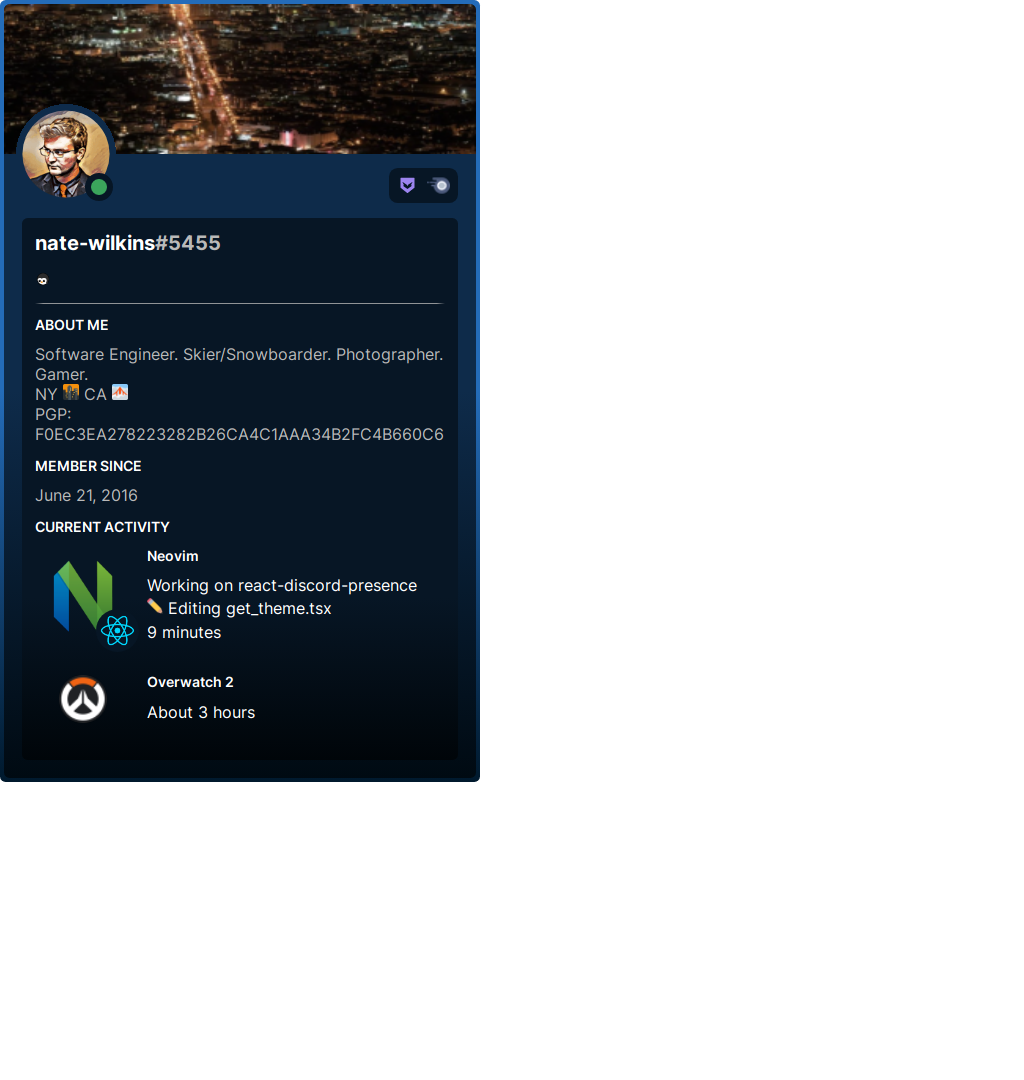 nate-wilkins#5455
ABOUT ME
Software Engineer. Skier/Snowboarder. Photographer.
Gamer.
NY 🌆 CA ⛱
PGP:
F0EC3EA278223282B26CA4C1AAA34B2FC4B660C6
MEMBER SINCE
June 21, 2016
CURRENT ACTIVITY
Neovim
Working on react-discord-presence
✏️ Editing get_theme.tsx
9 minutes
Overwatch 2
About 3 hours